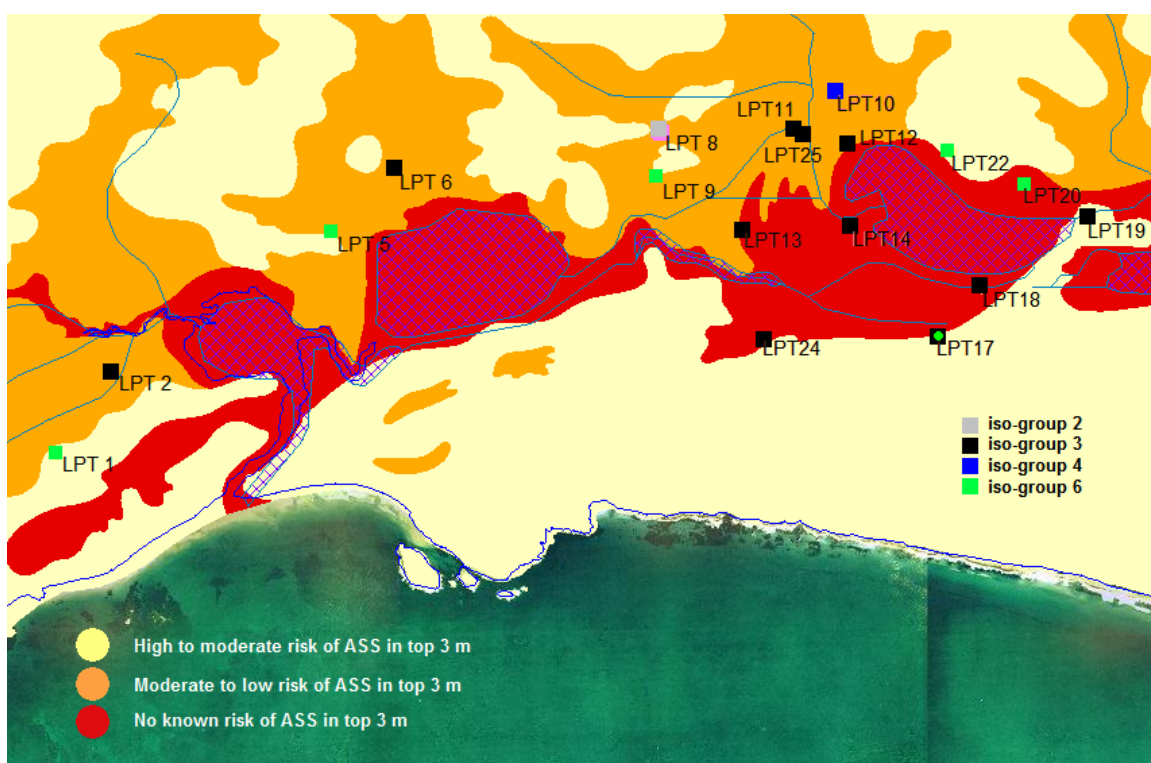 LPT10
LPT11
LPT 8
LPT25
LPT12
LPT22
LPT 6
LPT 9
LPT20
LPT19
LPT 5
LPT13
LPT14
LPT18
LPT24
LPT17
LPT 2
LPT 1
iso-group 2
iso-group 3
iso-group 4
iso-group 6
High to moderate risk of ASS in top 3 m
Moderate to low risk of ASS in top 3 m
No known risk of ASS in top 3 m